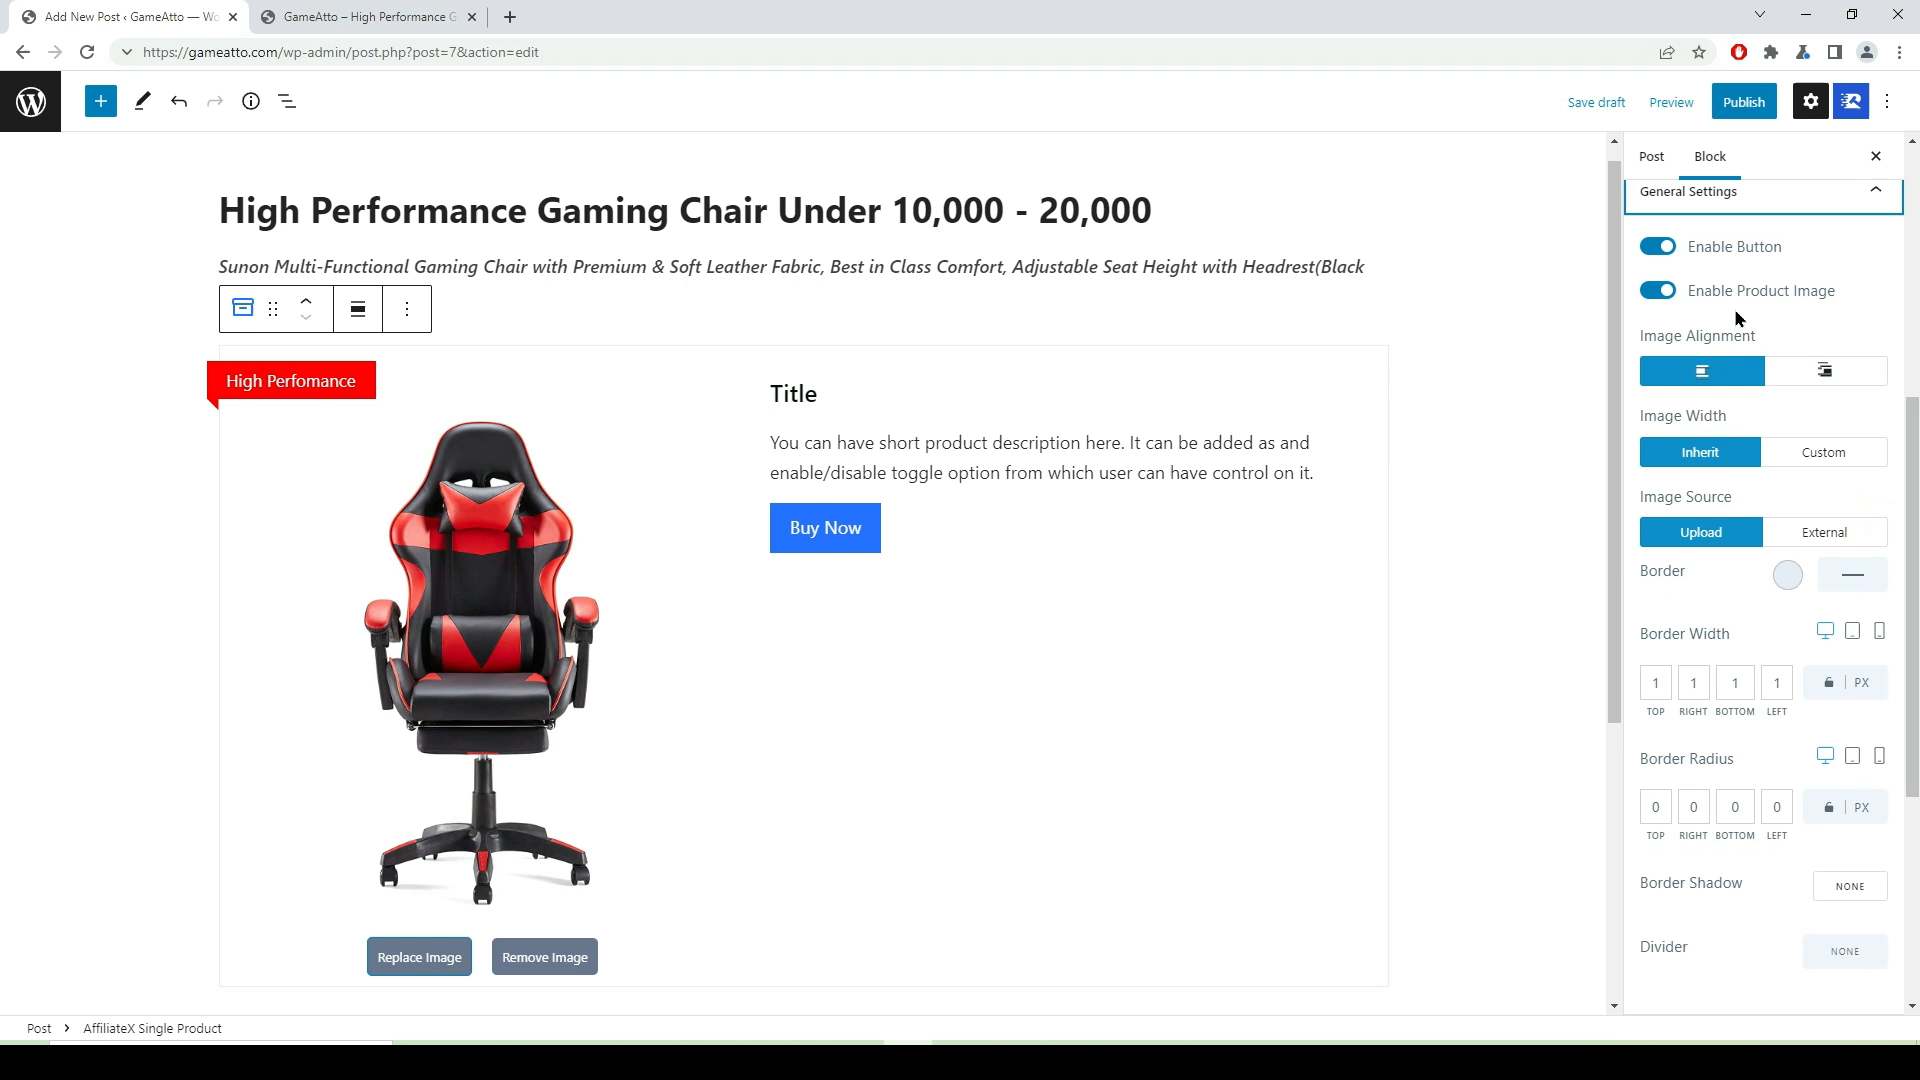 Add New Post ‹ GameAtto — Wo
GameAtto – High Performance G
https://gameatto.com/wp-admin/post.php?post=7&action=edit
Save draft
Preview
Publish
Post
Block
General Settings
High Performance Gaming Chair Under 10,000 - 20,000
Sunon Multi-Functional Gaming Chair with Premium & Soft Leather Fabric, Best in Class Comfort, Adjustable Seat Height with Headrest(Black
High Perfomance
Title
You can have short product description here. It can be added as and
enable/disable toggle option from which user can have control on it.
Buy Now
Replace Image
Remove Image
Enable Button
Enable Product Image
Image Alignment
Image Width
Inherit
Custom
Image Source
Upload
External
Border
Border Width
1 1 1 1 PX
TOP RIGHT BOTTOM LEFT
Border Radius
0 0 0 0 PX
TOP RIGHT BOTTOM LEFT
Border Shadow
NONE
Divider
NONE
Post
AffiliateX Single Product